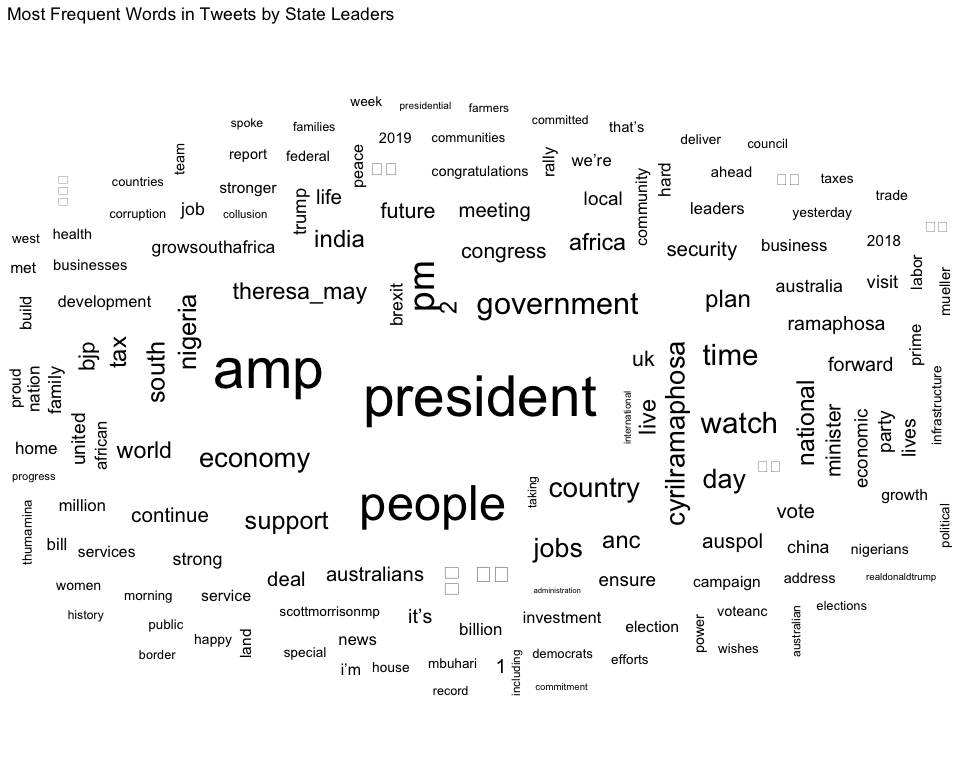 Most Frequent Words in Tweets by State Leaders
week
presidential
farmers
spoke
families
committed
that's
2019
communities
deliver
council
team
report
federal
peace
congratulations
rally
we're
hard
ahead
taxes
countries
stronger
trump
life
local
community
trade
corruption
job
collusion
future
meeting
leaders
yesterday
west
health
growsouthafrica
india
congress
africa
security
business
2018
met
businesses
labor
mueller
build
development
nigeria
theresa_may
brexit
pm
2
government
plan
australia
visit
ramaphosa
prime
bjp
tax
south
amp
president
uk
time
forward
proud
nation
family
international
live
cyrilramaphosa
watch
national
minister
economic
party
lives
infrastructure
home
united
african
world
economy
day
progress
people
taking
country
growth
thumamina
million
continue
support
vote
political
bill
services
strong
jobs
anc
auspol
china
nigerians
women
deal
australians
administration
ensure
campaign
address
realdonaldtrump
history
morning
service
scottmorrisonmp
it's
investment
voteanc
elections
public
happy
land
news
billion
election
power
australian
border
special
i'm
house
mbuhari
1
including
democrats
efforts
wishes
record
commitment